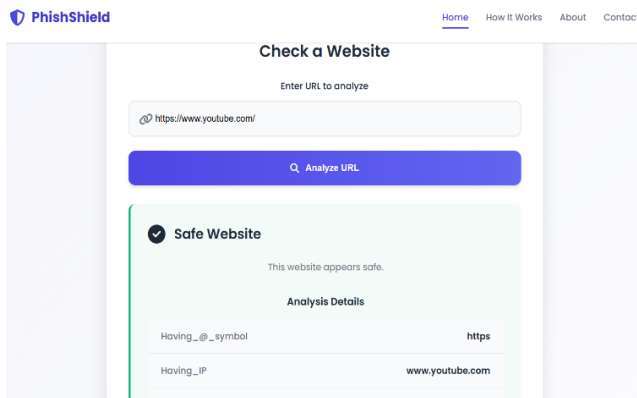 PhishShield
Home How It Works About Contact
Check a Website
Enter URL to analyze
https://www.youtube.com/
Analyze URL
Safe Website
This website appears safe.
Analysis Details
Having_@_symbol https
Having_IP www.youtube.com